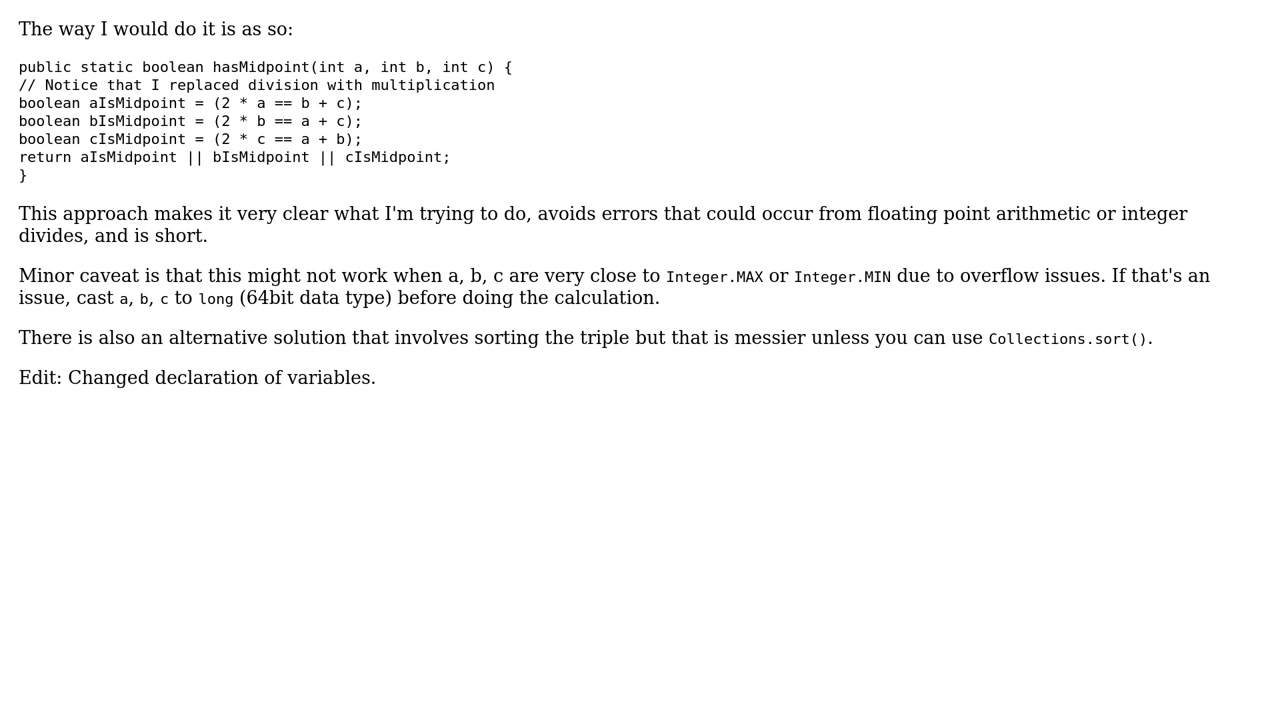 The way I would do it is as so:
public static boolean hasMidpoint(int a, int b, int c) {
// Notice that I replaced division with multiplication
boolean aIsMidpoint = (2 * a == b + c);
boolean bIsMidpoint = (2 * b == a + c);
boolean cIsMidpoint = (2 * c == a + b);
return aIsMidpoint || bIsMidpoint || cIsMidpoint;
}
This approach makes it very clear what I'm trying to do, avoids errors that could occur from floating point arithmetic or integer
divides, and is short.
Minor caveat is that this might not work when a, b, c are very close to Integer.MAX or Integer.MIN due to overflow issues. If that's an
issue, cast a, b, c to long (64bit data type) before doing the calculation.
There is also an alternative solution that involves sorting the triple but that is messier unless you can use Collections.sort().
Edit: Changed declaration of variables.